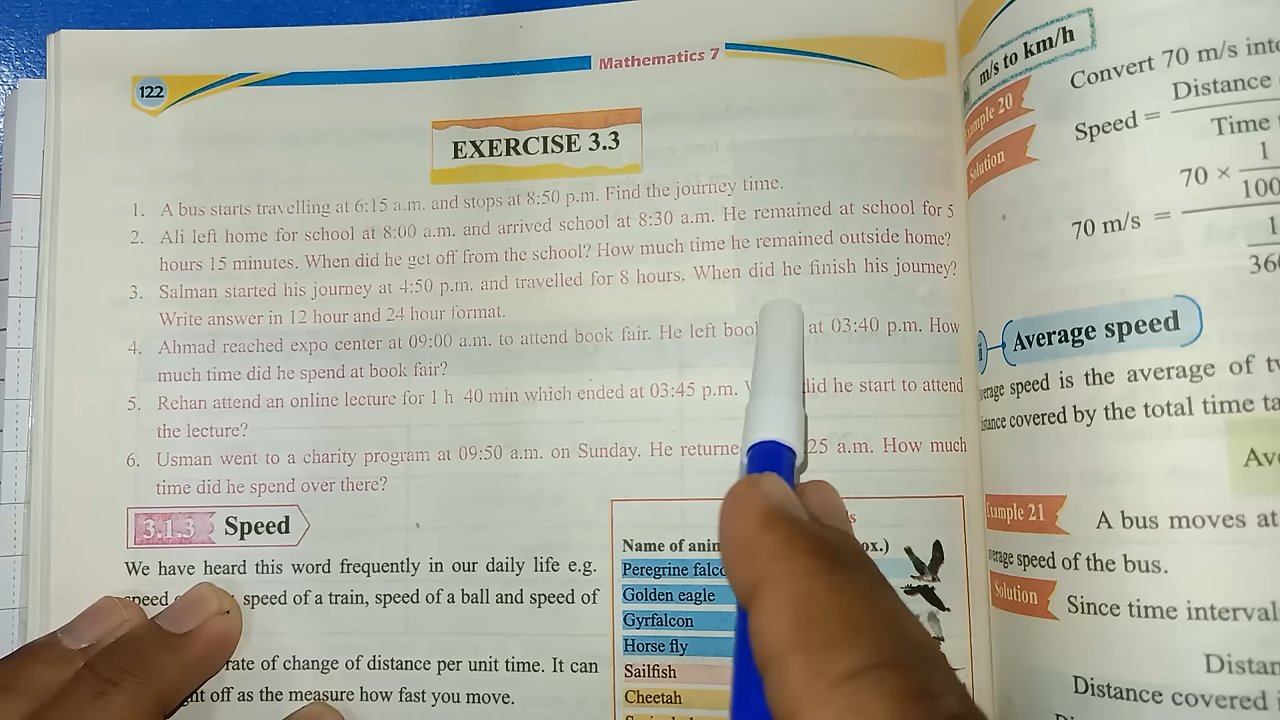 Mathematics 7
122
EXERCISE 3.3
1. A bus starts travelling at 6:15 a.m. and stops at 8:50 p.m. Find the journey time.
2. Ali left home for school at 8:00 a.m. and arrived school at 8:30 a.m. He remained at school for 5
hours 15 minutes. When did he get off from the school? How much time he remained outside home?
3. Salman started his journey at 4:50 p.m. and travelled for 8 hours. When did he finish his journey?
Write answer in 12 hour and 24 hour format.
4. Ahmad reached expo center at 09:00 a.m. to attend book fair. He left at 03:40 p.m. How
much time did he spend at book fair?
5. Rehan attend an online lecture for 1 h 40 min which ended at 03:45 p.m. did he start to attend
the lecture?
6. Usman went to a charity program at 09:50 a.m. on Sunday. He 25 a.m. How much
time did he spend over there?
3.1.3 Speed
We have heard this word frequently in our daily life e.g.
speed of a train, speed of a ball and speed of
rate of change of distance per unit time. It can
off as the measure how fast you move.
Name of
Peregrine
Golden eagle
Gyrfalcon
Horse fly
Sailfish
Cheetah
m/s to km/h
Example 20
Convert 70 m/s
Solution
Speed = Distance
Time
70 m/s = 70 × 1
100
1
Average speed
speed is the average of
covered by the total time
Example 21
A bus moves at
speed of the bus.
Solution
Since time interval
Distance covered